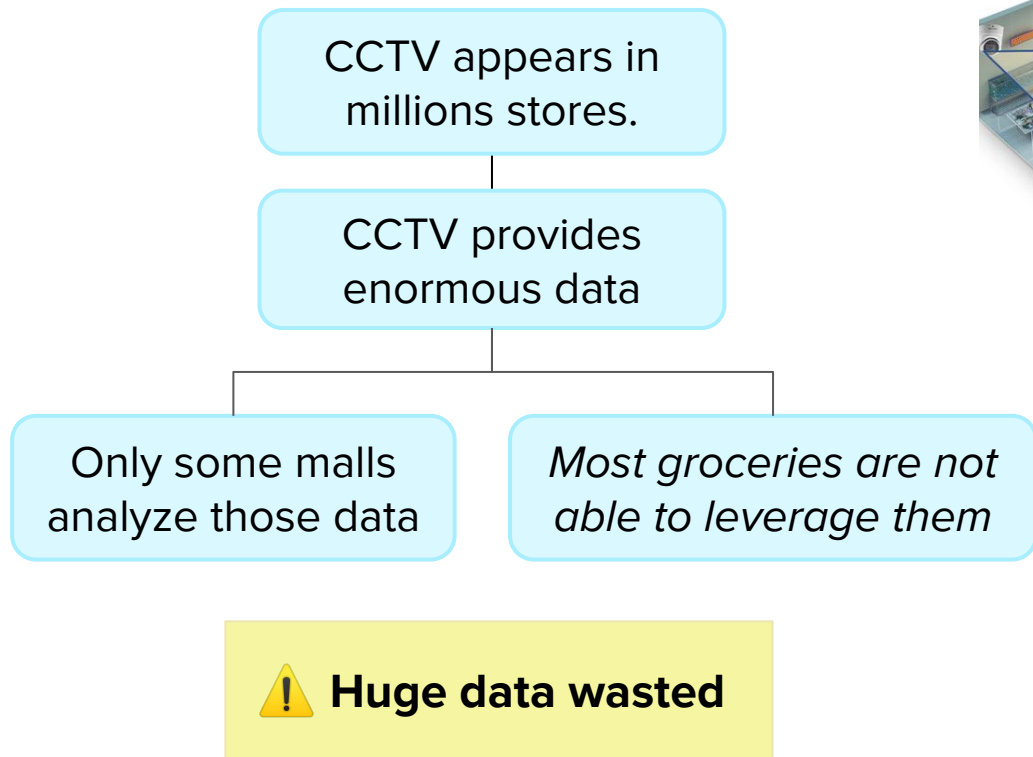 CCTV appears in
millions stores.
CCTV provides
enormous data
Only some malls
analyze those data
Most groceries are not
able to leverage them
⚠️ Huge data wasted